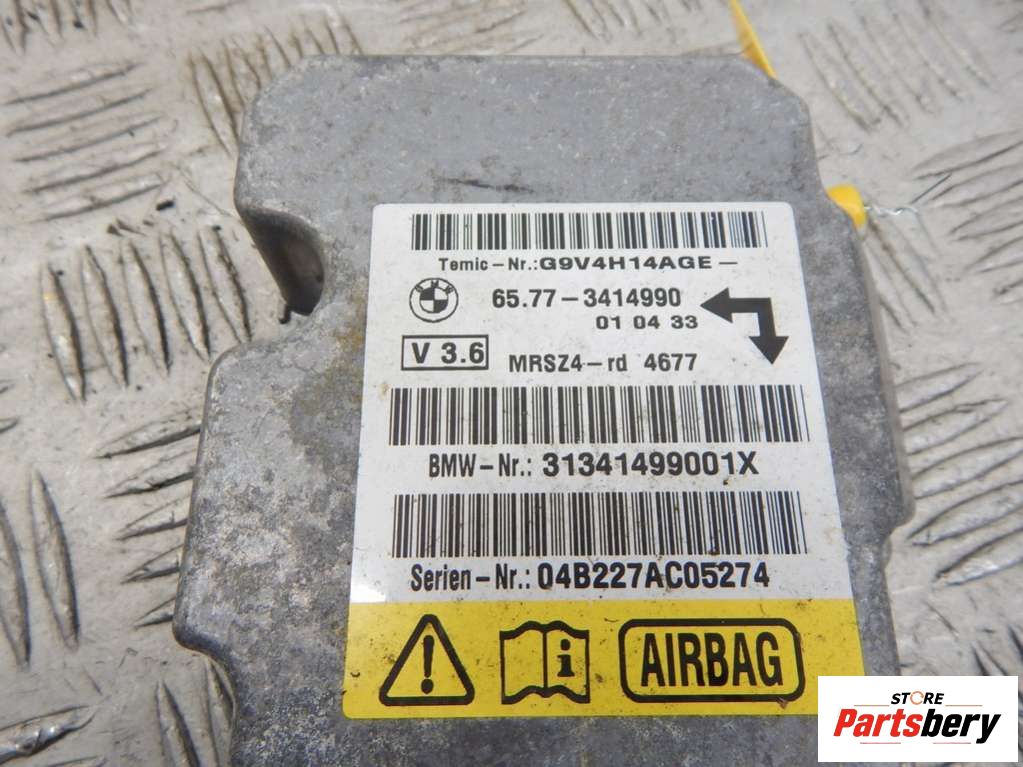 Temic-Nr.:G9V4H14AGE-
BMW
65.77-3414990
01 04 33
V 3.6
MRSZ4-rd 4677
BMW-Nr.: 31341499001X
Serien-Nr.: 04B227AC05274
! i AIRBAG
STORE
Partsbery